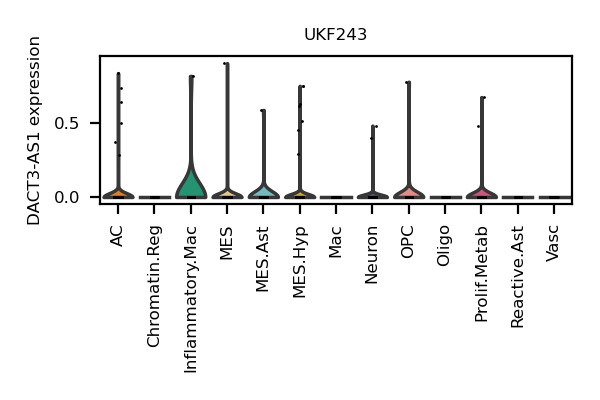 UKF243
DACT3-AS1 expression
0.5
0.0
AC
Chromatin.Reg
Inflammatory.Mac
MES
MES.Ast
MES.Hyp
Mac
Neuron
OPC
Oligo
Prolif.Metab
Reactive.Ast
Vasc